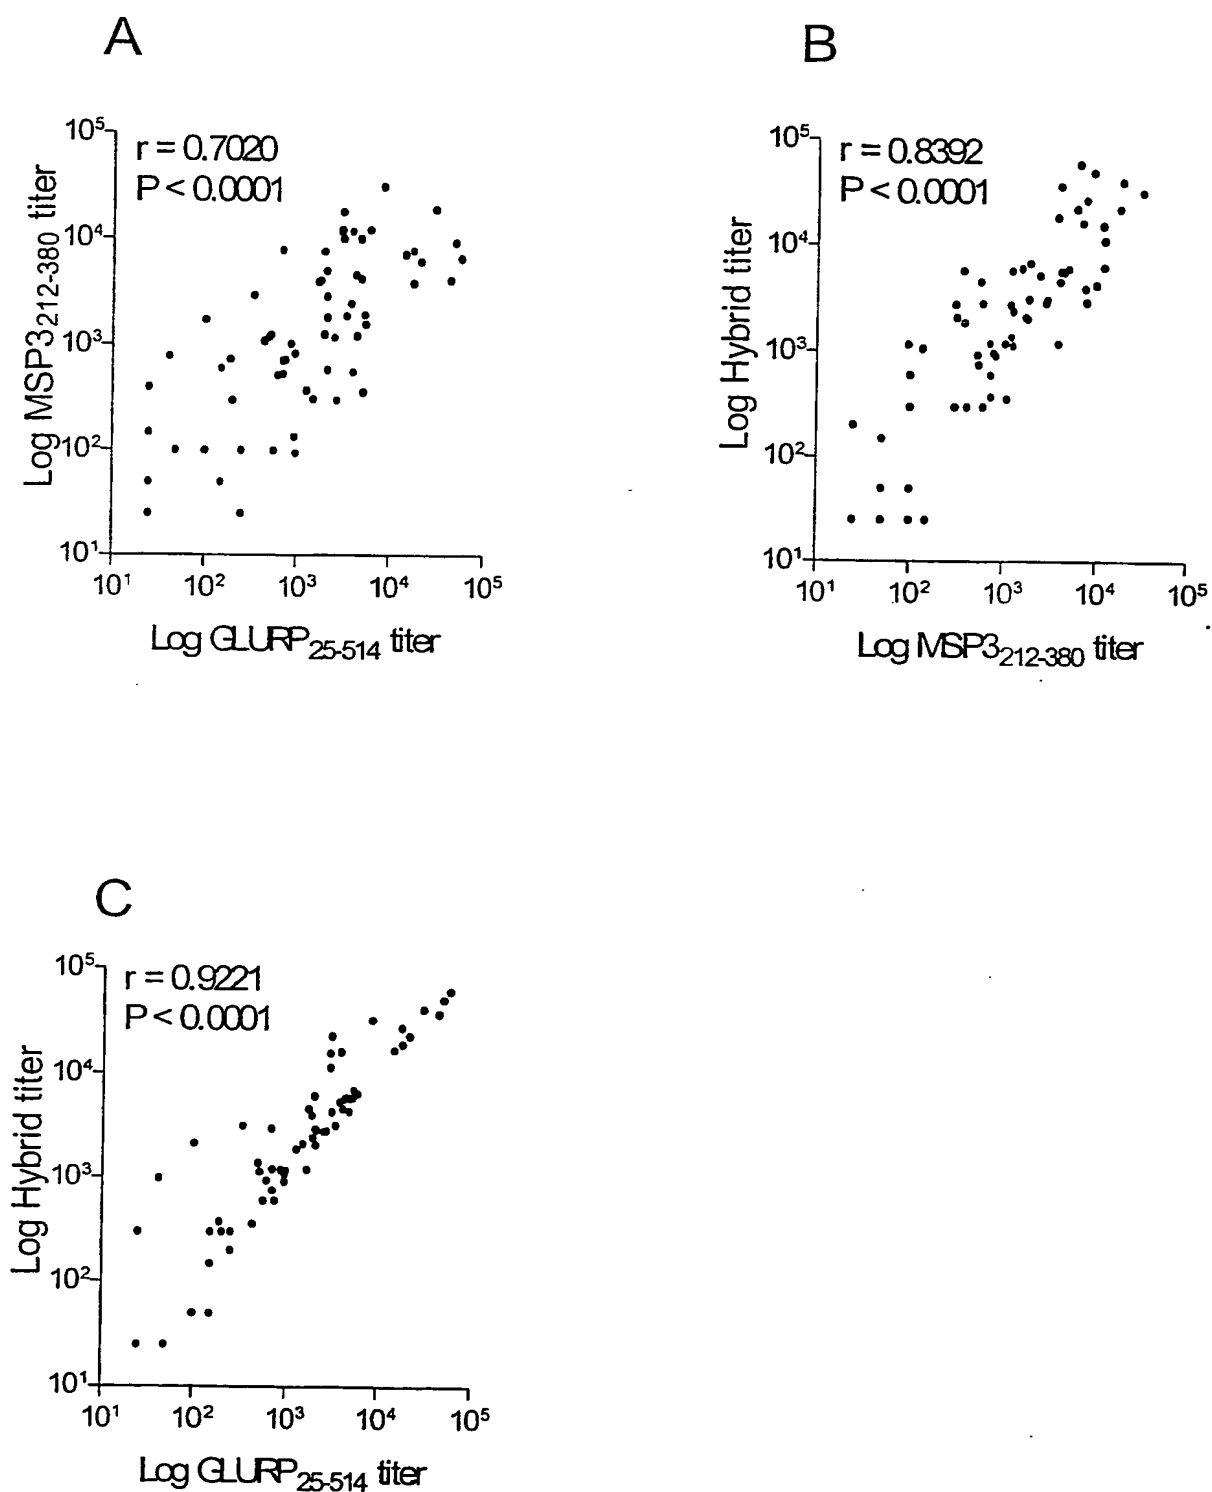 A
r = 0.7020
P < 0.0001
10⁵
10⁴
10³
10²
10¹
Log MSP3₂₁₂₋₃₈₀ titer
10¹ 10² 10³ 10⁴ 10⁵
Log GLURP₂₅₋₅₁₄ titer
B
r = 0.8392
P < 0.0001
10⁵
10⁴
10³
10²
10¹
Log Hybrid titer
10¹ 10² 10³ 10⁴ 10⁵
Log MSP3₂₁₂₋₃₈₀ titer
C
r = 0.9221
P < 0.0001
10⁵
10⁴
10³
10²
10¹
Log Hybrid titer
10¹ 10² 10³ 10⁴ 10⁵
Log GLURP₂₅₋₅₁₄ titer